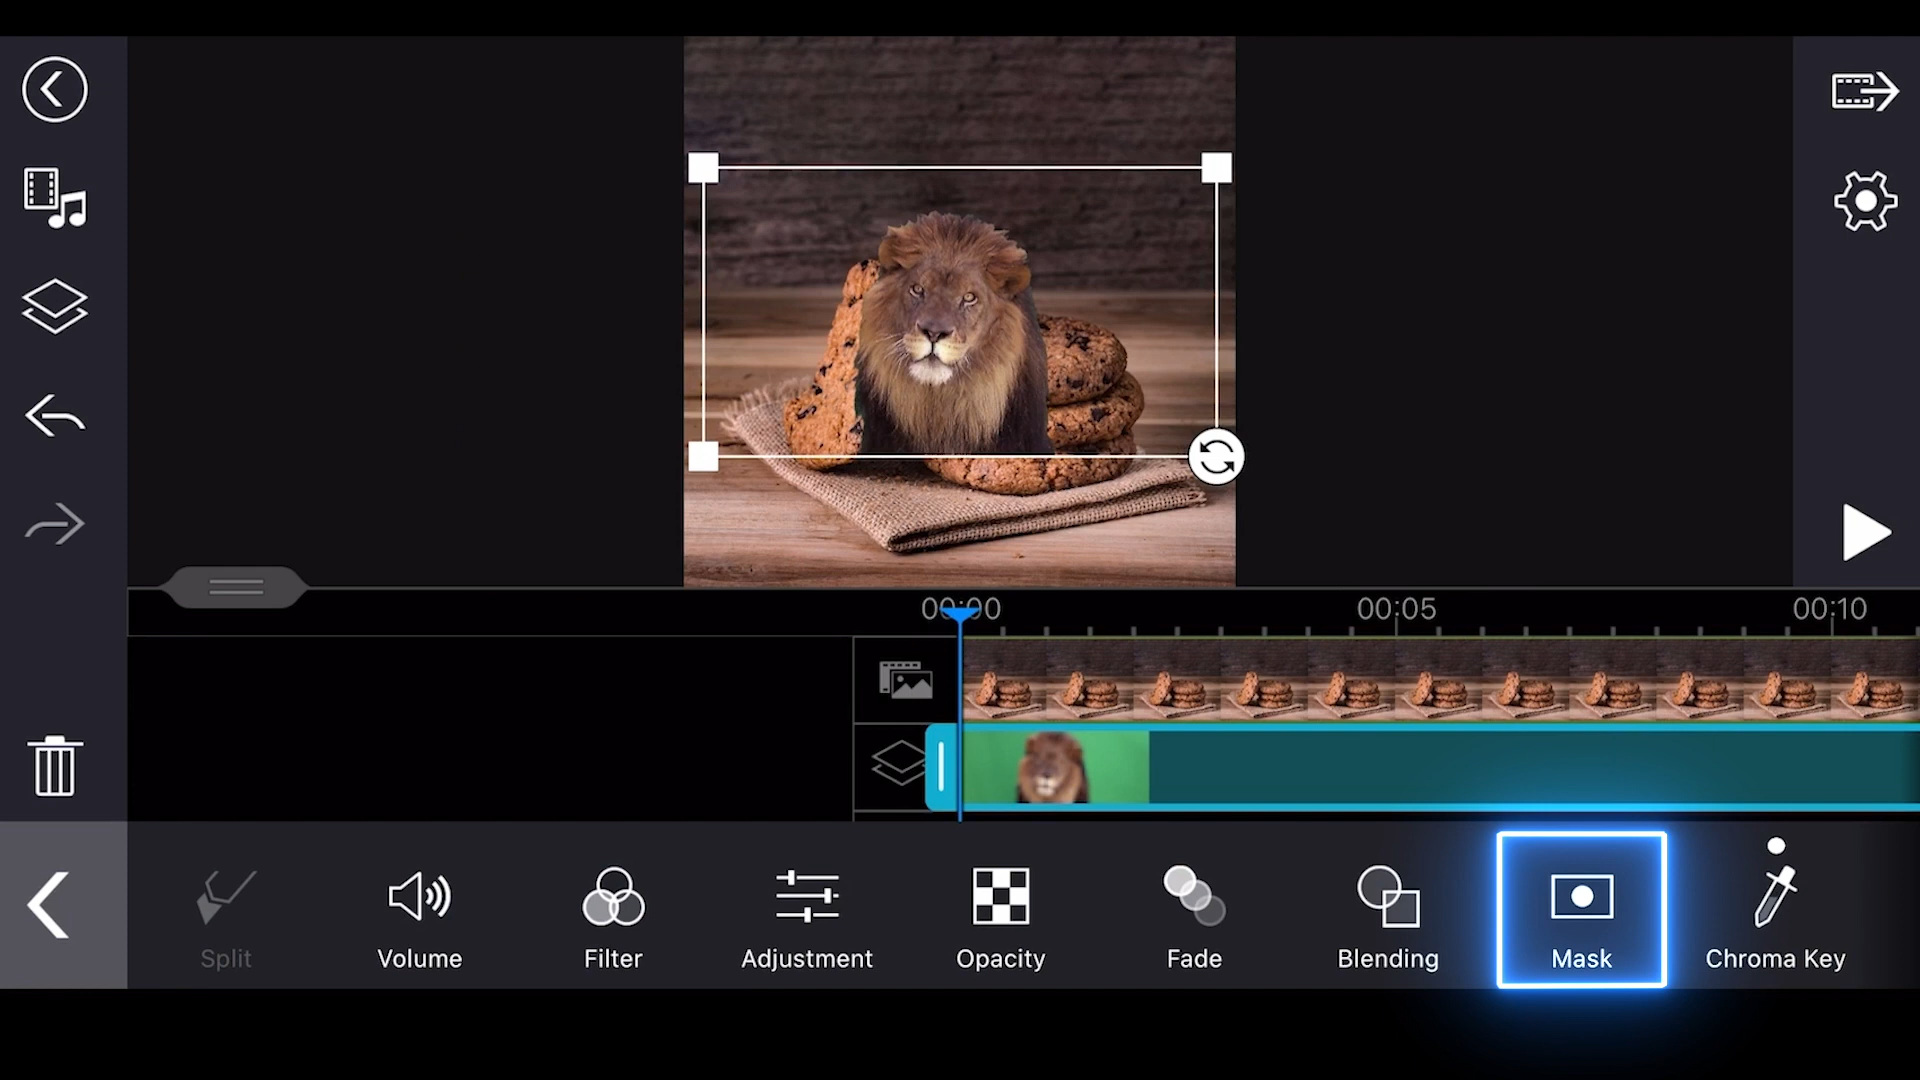 00:00
00:05
00:10
Split
Volume
Filter
Adjustment
Opacity
Fade
Blending
Mask
Chroma Key